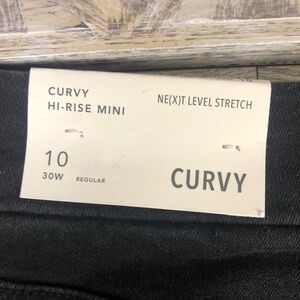 CURVY
HI-RISE MINI
NE(X)T LEVEL STRETCH
10
30W REGULAR
CURVY